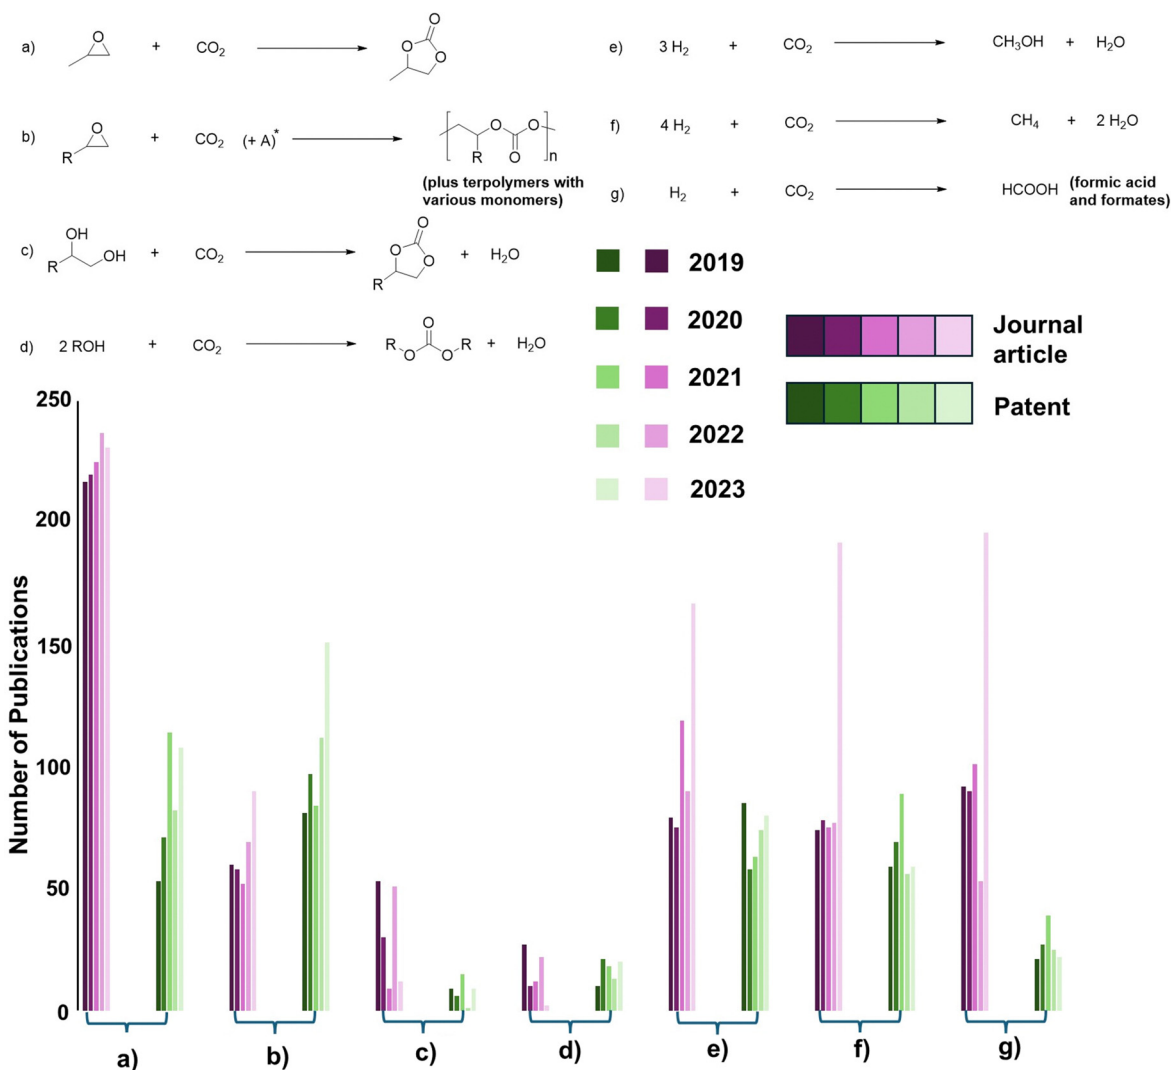 a) + CO2
O
O
O
O
b) R
O
+ CO2 (+ A)*
O O
O
R
n
(plus terpolymers with
various monomers)
c) R
OH
OH
+ CO2
O
O
O
R
+ H2O
d) 2 ROH + CO2
O
R O O R
+ H2O
e) 3 H2 + CO2 CH3OH + H2O
f) 4 H2 + CO2 CH4 + 2 H2O
g) H2 + CO2 HCOOH (formic acid
and formates)
2019
2020
2021
2022
2023
Journal
article
Patent
Number of Publications
250
200
150
100
50
0
a) b) c) d) e) f) g)